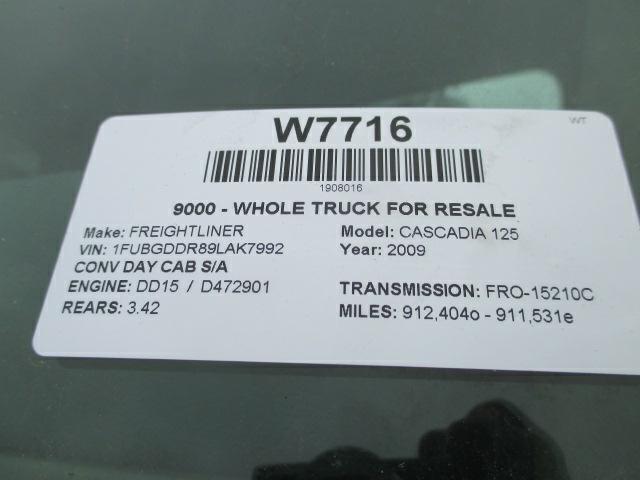 W7716
WT
1908016
9000 - WHOLE TRUCK FOR RESALE
Make: FREIGHTLINER
Model: CASCADIA 125
VIN: 1FUBGDDR89LAK7992
Year: 2009
CONV DAY CAB S/A
ENGINE: DD15 / D472901
TRANSMISSION: FRO-15210C
REARS: 3.42
MILES: 912,404o - 911,531e